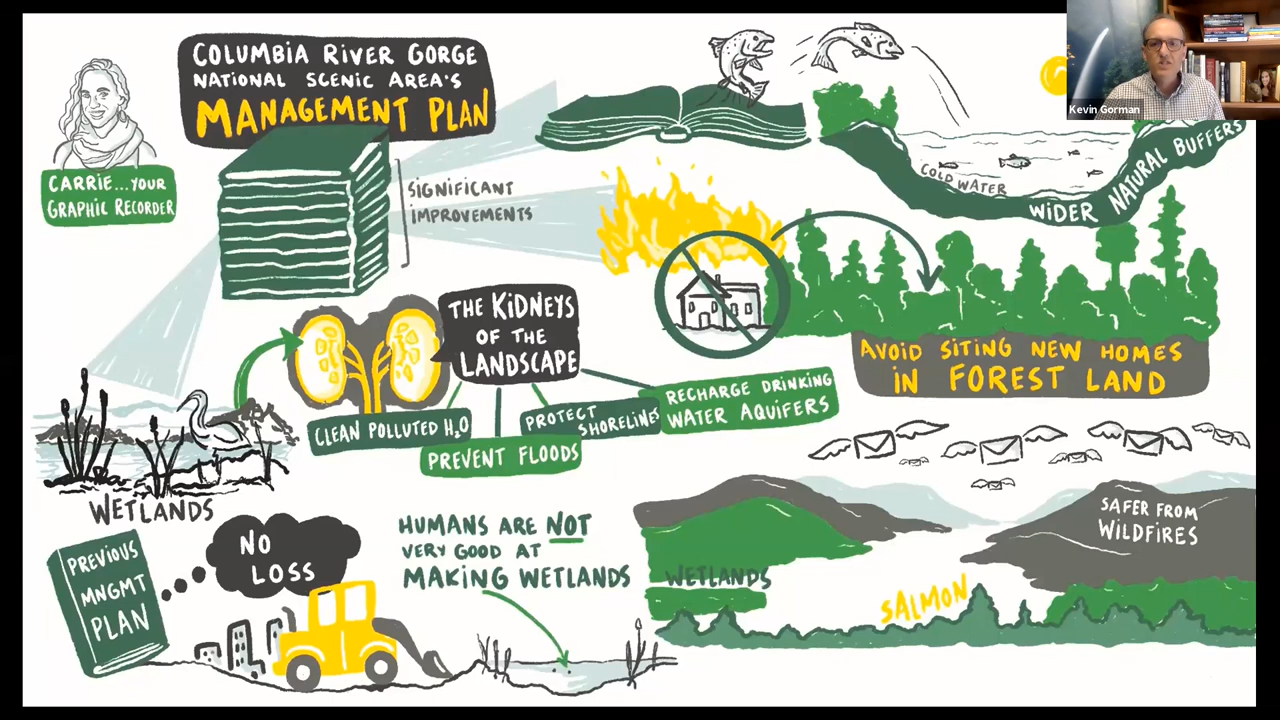 COLUMBIA RIVER GORGE
NATIONAL SCENIC AREA'S
MANAGEMENT PLAN
Kevin Gorman
CARRIE...YOUR
GRAPHIC RECORDER
SIGNIFICANT
IMPROVEMENTS
COLD WATER
WIDER NATURAL BUFFERS
THE KIDNEYS
OF THE
LANDSCAPE
AVOID SITING NEW HOMES
IN FOREST LAND
CLEAN POLLUTED H2O
PREVENT FLOODS
PROTECT
SHORELINES
RECHARGE DRINKING
WATER AQUIFERS
WETLANDS
PREVIOUS
MNGMT
PLAN
NO
LOSS
HUMANS ARE NOT
VERY GOOD AT
MAKING WETLANDS
SAFER FROM
WILDFIRES
WETLANDS
SALMON